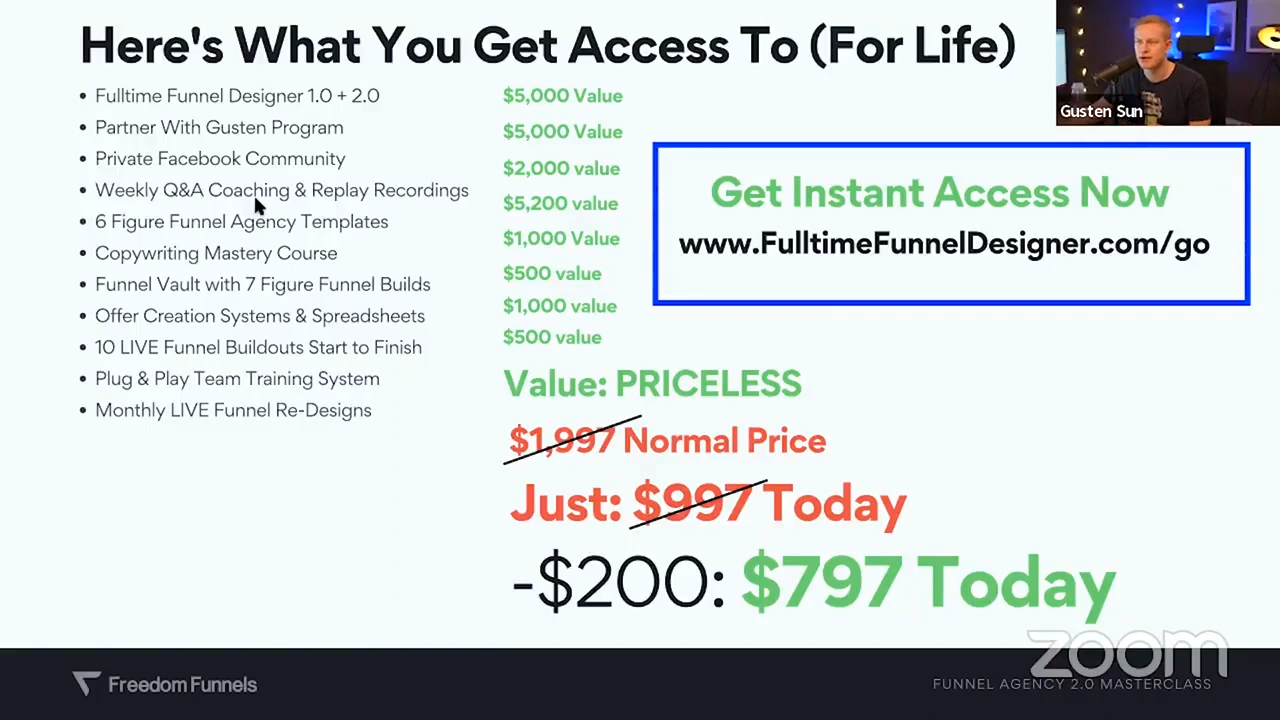 Here's What You Get Access To (For Life)
Gusten Sun
• Fulltime Funnel Designer 1.0 + 2.0
$5,000 Value
• Partner With Gusten Program
$5,000 Value
• Private Facebook Community
$2,000 value
• Weekly Q&A Coaching & Replay Recordings
$5,200 value
• 6 Figure Funnel Agency Templates
$1,000 Value
• Copywriting Mastery Course
$500 value
• Funnel Vault with 7 Figure Funnel Builds
$1,000 value
• Offer Creation Systems & Spreadsheets
$500 value
• 10 LIVE Funnel Buildouts Start to Finish
• Plug & Play Team Training System
• Monthly LIVE Funnel Re-Designs
Get Instant Access Now
www.FulltimeFunnelDesigner.com/go
Value: PRICELESS
$1,997 Normal Price
Just: $997 Today
-$200: $797 Today
zoom
Freedom Funnels
FUNNEL AGENCY 2.0 MASTERCLASS